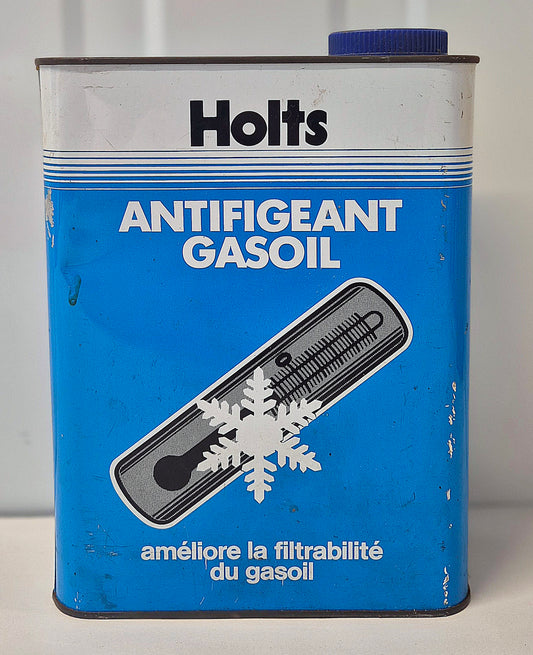 Holts
ANTIFIGEANT
GASOIL
améliore la filtrabilité
du gasoil